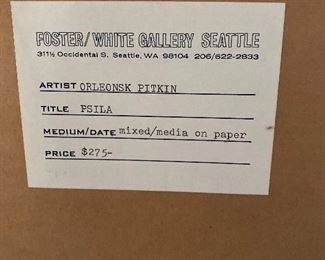 FOSTER/WHITE GALLERY SEATTLE
311½ Occidental S. Seattle, WA 98104 206/622-2833
ARTIST ORLEONSK PITKIN
TITLE PSILA
MEDIUM/DATE mixed/media on paper
PRICE $275-